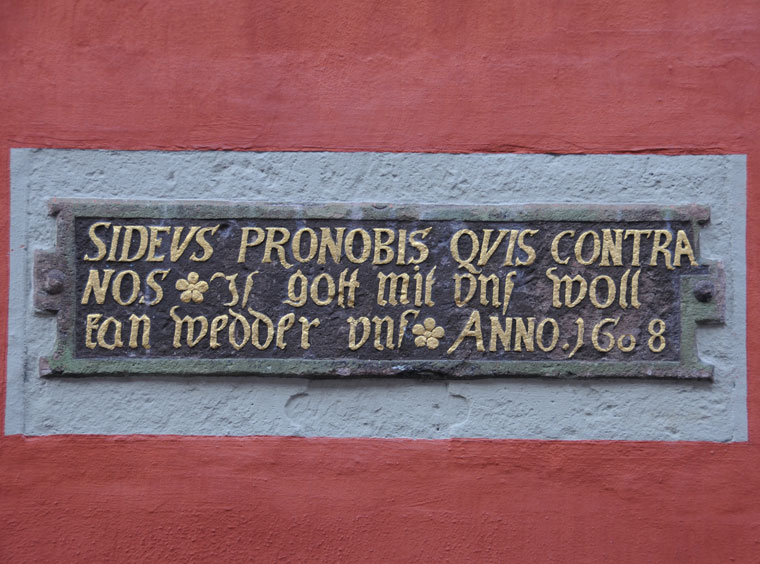 SIDEVS PRONOBIS QVIS CONTRA
NOS Is gott mit vns woll
kan wedder vns ANNO. 1608